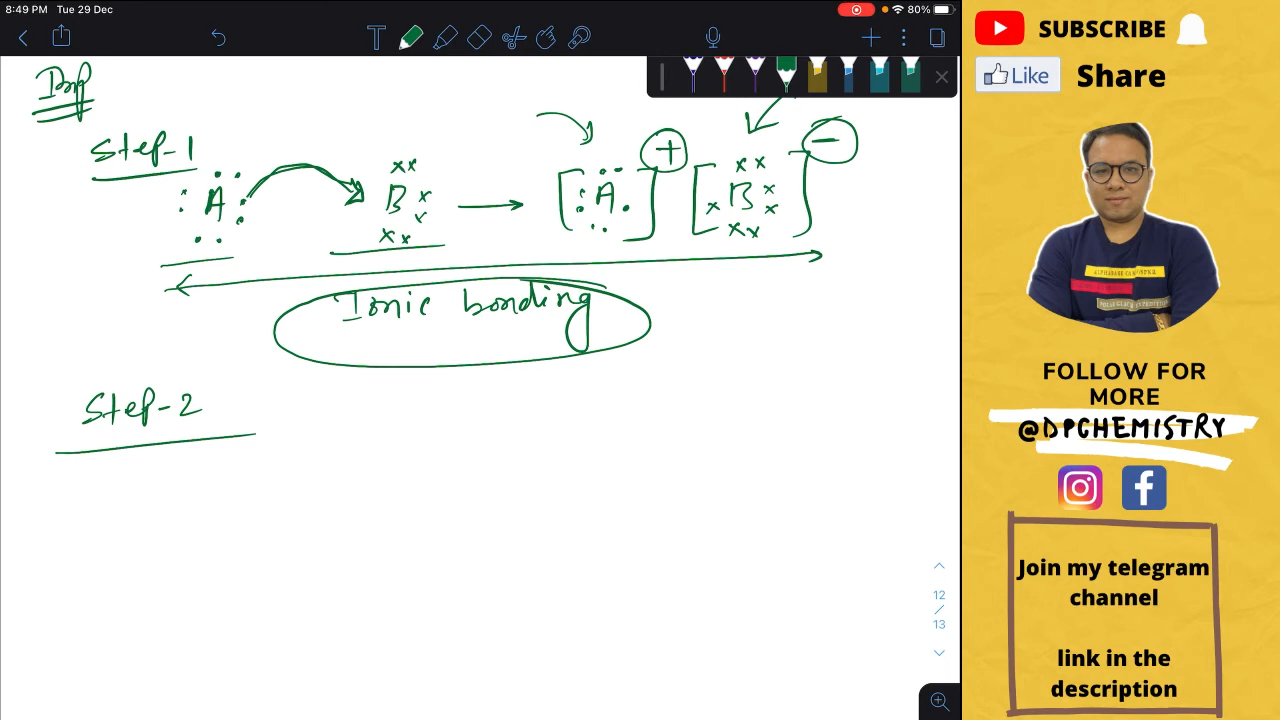 8:49 PM Tue 29 Dec
80%
Imp
Step-1
A
B
[A]
+
[B]
−
Ionic bonding
Step-2
12
/
13
SUBSCRIBE
Like
Share
FOLLOW FOR
MORE
@DPCHEMISTRY
Join my telegram
channel
link in the
description